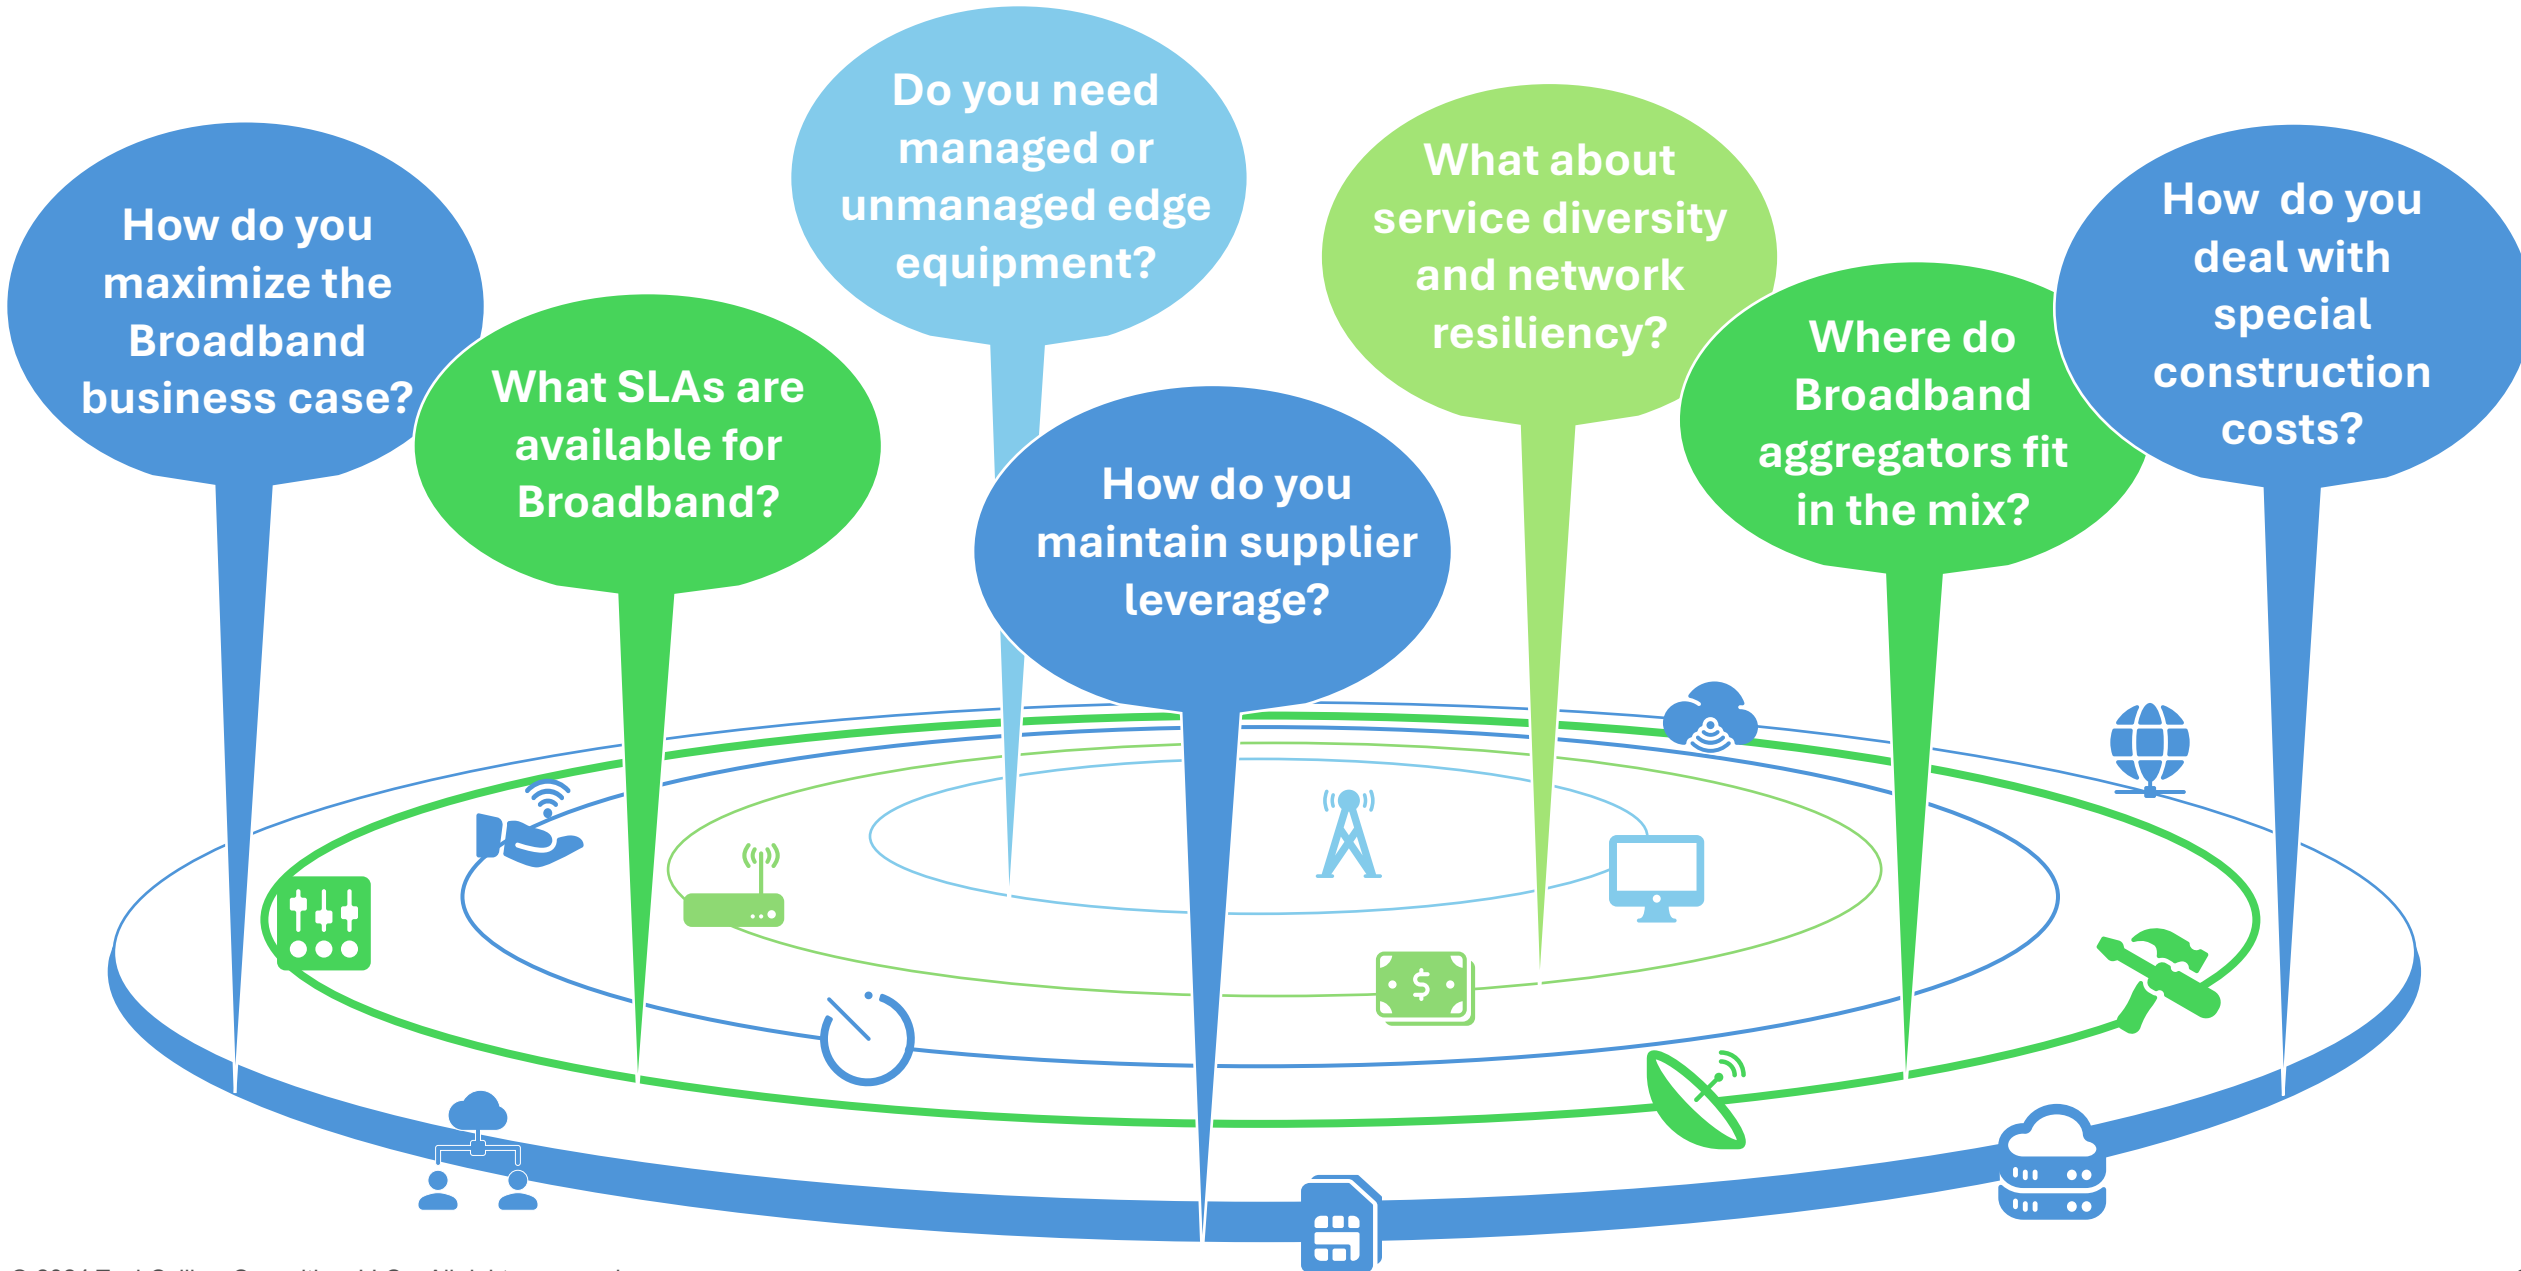 How do you
maximize the
Broadband
business case?
What SLAs are
available for
Broadband?
Do you need
managed or
unmanaged edge
equipment?
How do you
maintain supplier
leverage?
What about
service diversity
and network
resiliency?
Where do
Broadband
aggregators fit
in the mix?
How  do you
deal with
special
construction
costs?
$